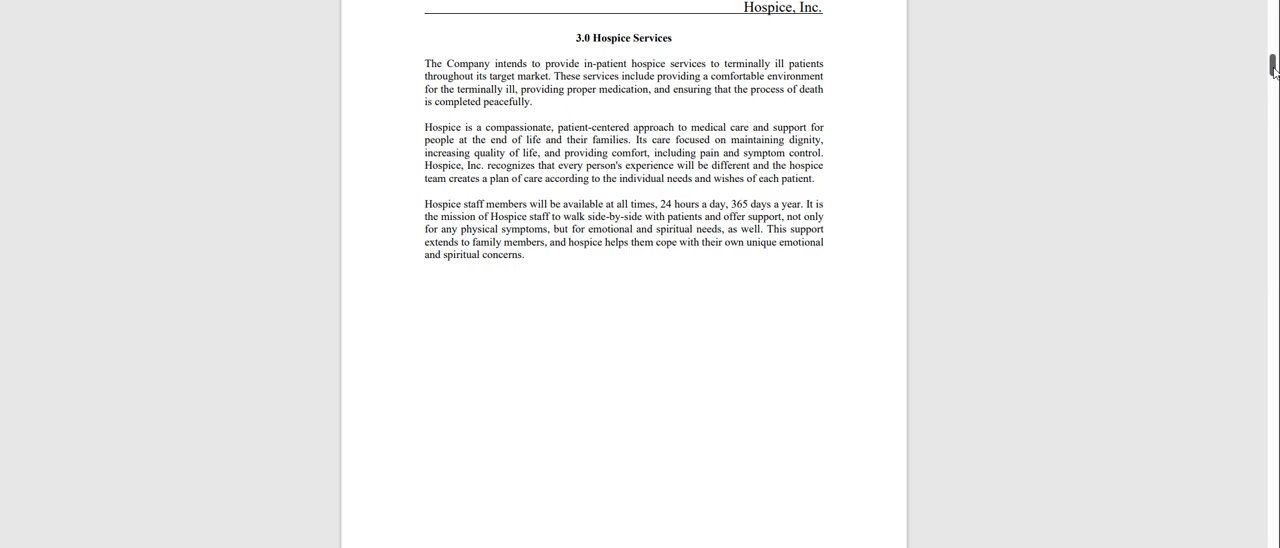 Hospice, Inc.
3.0 Hospice Services
The Company intends to provide in-patient hospice services to terminally ill patients
throughout its target market. These services include providing a comfortable environment
for the terminally ill, providing proper medication, and ensuring that the process of death
is completed peacefully.
Hospice is a compassionate, patient-centered approach to medical care and support for
people at the end of life and their families. Its care focused on maintaining dignity,
increasing quality of life, and providing comfort, including pain and symptom control.
Hospice, Inc. recognizes that every person's experience will be different and the hospice
team creates a plan of care according to the individual needs and wishes of each patient.
Hospice staff members will be available at all times, 24 hours a day, 365 days a year. It is
the mission of Hospice staff to walk side-by-side with patients and offer support, not only
for any physical symptoms, but for emotional and spiritual needs, as well. This support
extends to family members, and hospice helps them cope with their own unique emotional
and spiritual concerns.